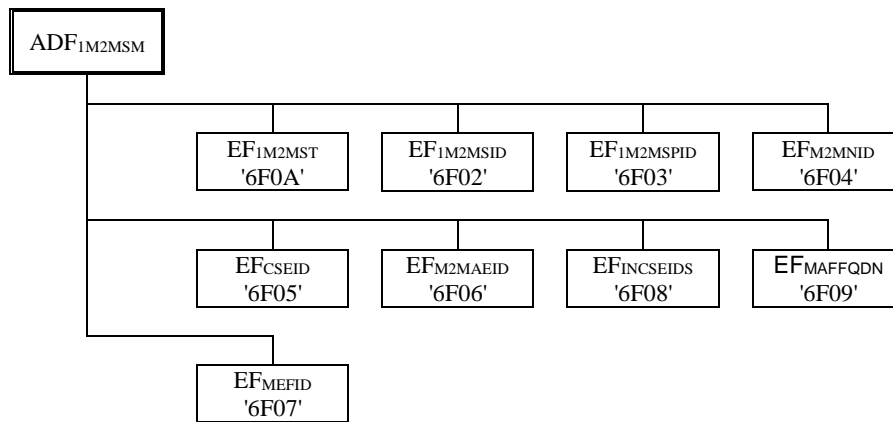 ADF1M2MSM
EF1M2MST
'6F0A'
EF1M2MSID
'6F02'
EF1M2MSPID
'6F03'
EFM2MNID
'6F04'
EFCSEID
'6F05'
EFM2MAEID
'6F06'
EFINCSEIDS
'6F08'
EFMAFFQDN
'6F09'
EFMEFID
'6F07'